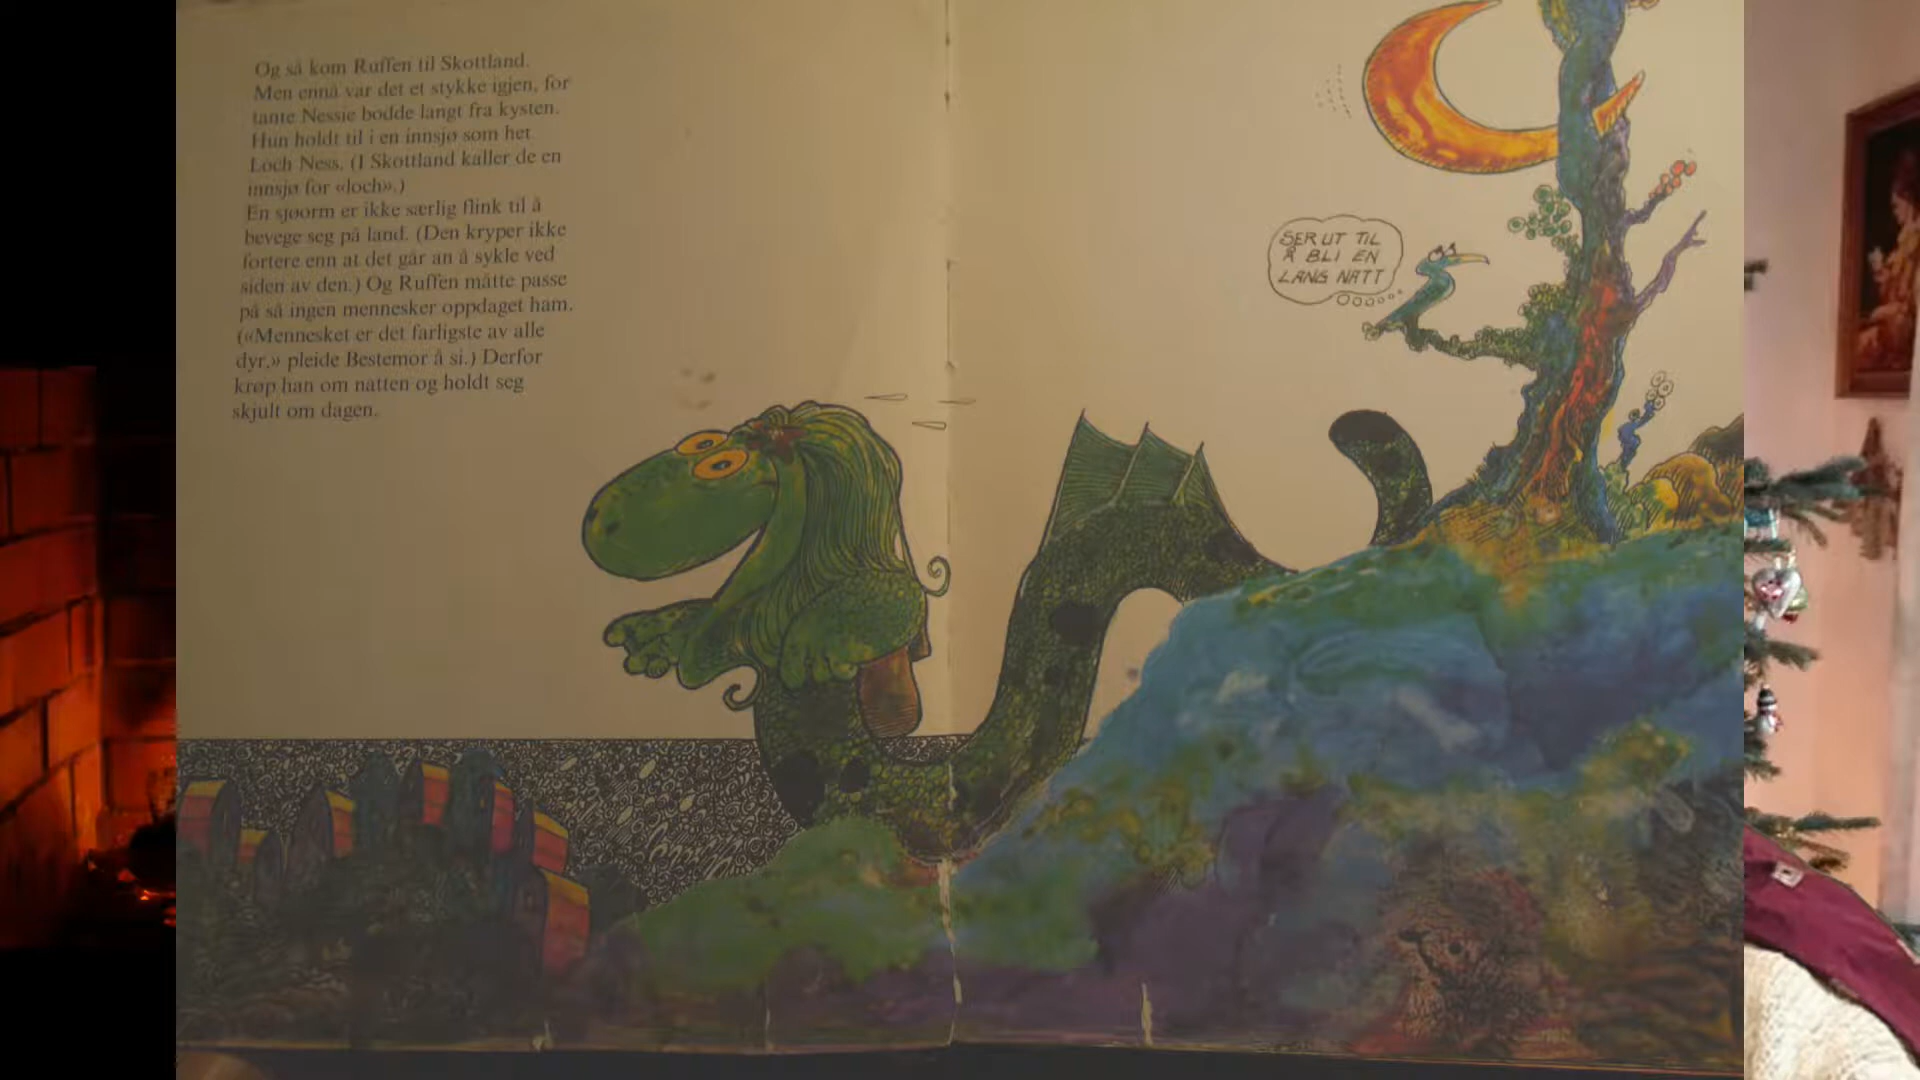 Og så kom Ruffen til Skottland.
Men ennå var det et stykke igjen, for
tante Nessie bodde langt fra kysten.
Hun holdt til i en innsjø som het
Loch Ness. (I Skottland kaller de en
innsjø for «loch».)
En sjøorm er ikke særlig flink til å
bevege seg på land. (Den kryper ikke
fortere enn at det går an å sykle ved
siden av den.) Og Ruffen måtte passe
på så ingen mennesker oppdaget ham.
(«Mennesket er det farligste av alle
dyr,» pleide Bestemor å si.) Derfor
krøp han om natten og holdt seg
skjult om dagen.
SER UT TIL
Å BLI EN
LANG NATT